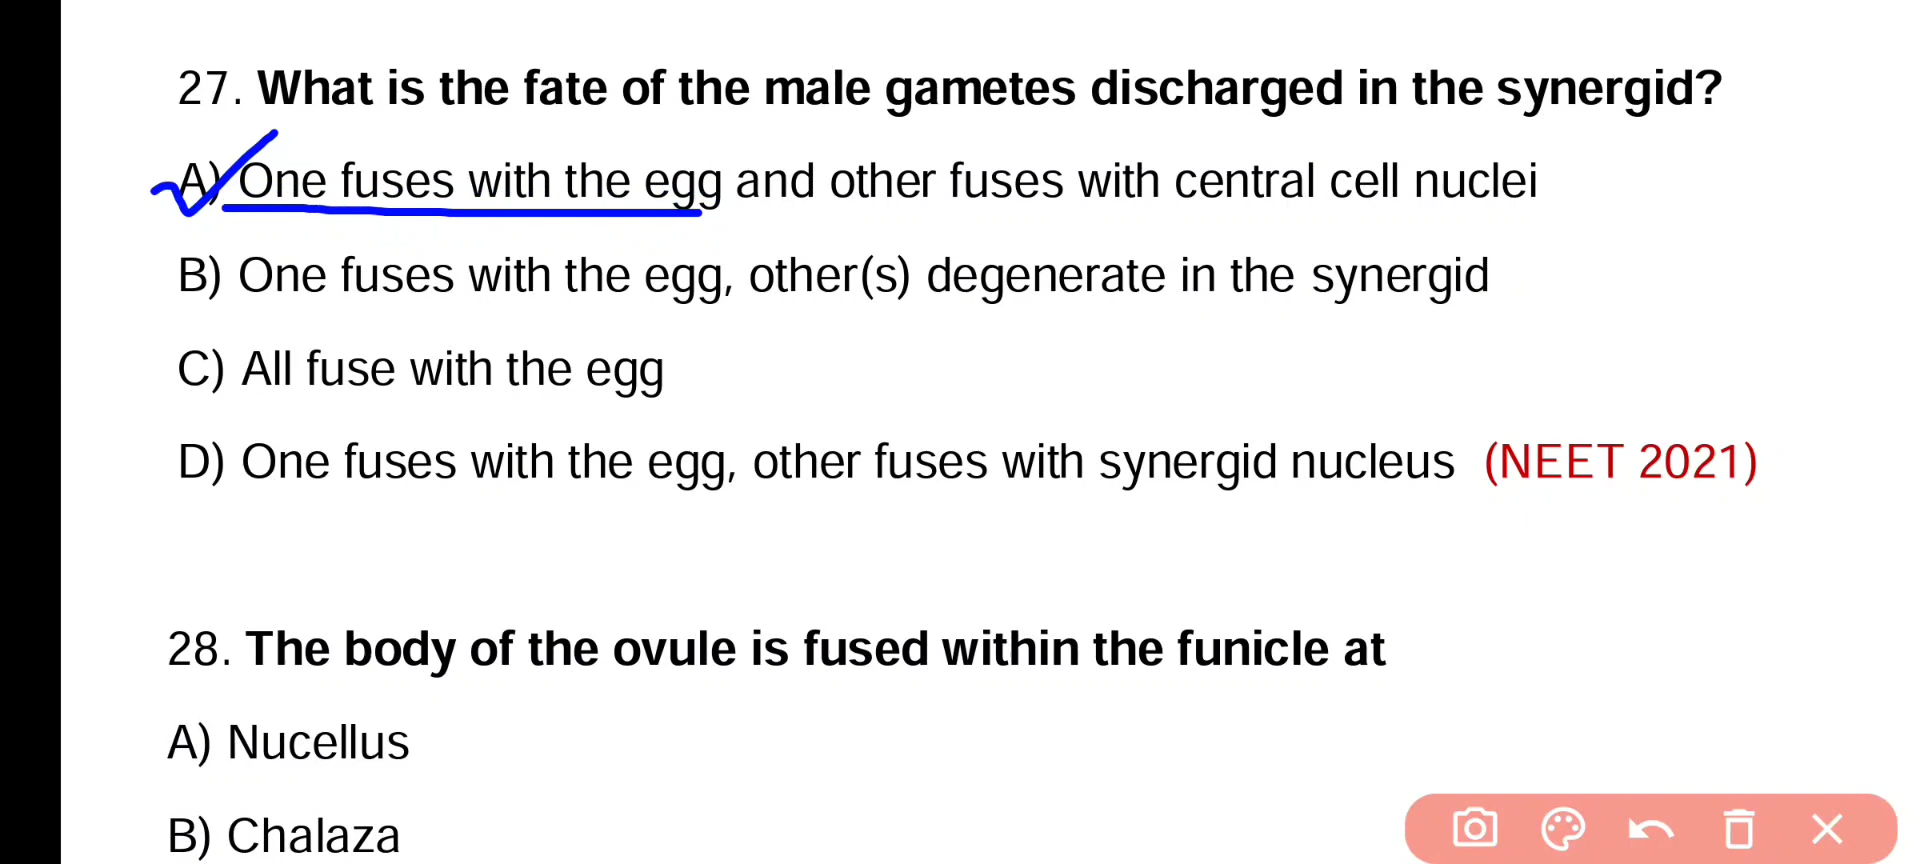 27. What is the fate of the male gametes discharged in the synergid?
A) One fuses with the egg and other fuses with central cell nuclei
B) One fuses with the egg, other(s) degenerate in the synergid
C) All fuse with the egg
D) One fuses with the egg, other fuses with synergid nucleus (NEET 2021)
28. The body of the ovule is fused within the funicle at
A) Nucellus
B) Chalaza